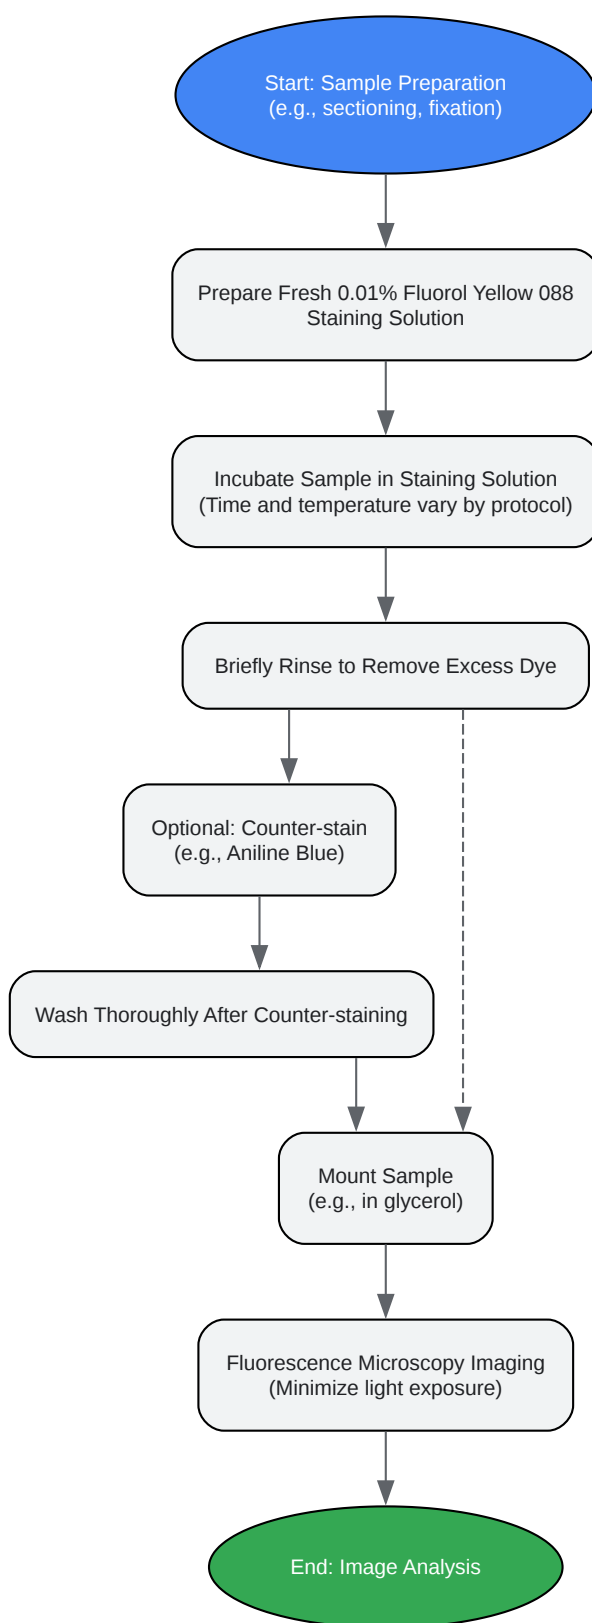 Start: Sample Preparation
(e.g., sectioning, fixation)
Prepare Fresh 0.01% Fluorol Yellow 088
Staining Solution
Incubate Sample in Staining Solution
(Time and temperature vary by protocol)
Briefly Rinse to Remove Excess Dye
Optional: Counter-stain
(e.g., Aniline Blue)
Wash Thoroughly After Counter-staining
Mount Sample
(e.g., in glycerol)
Fluorescence Microscopy Imaging
(Minimize light exposure)
End: Image Analysis